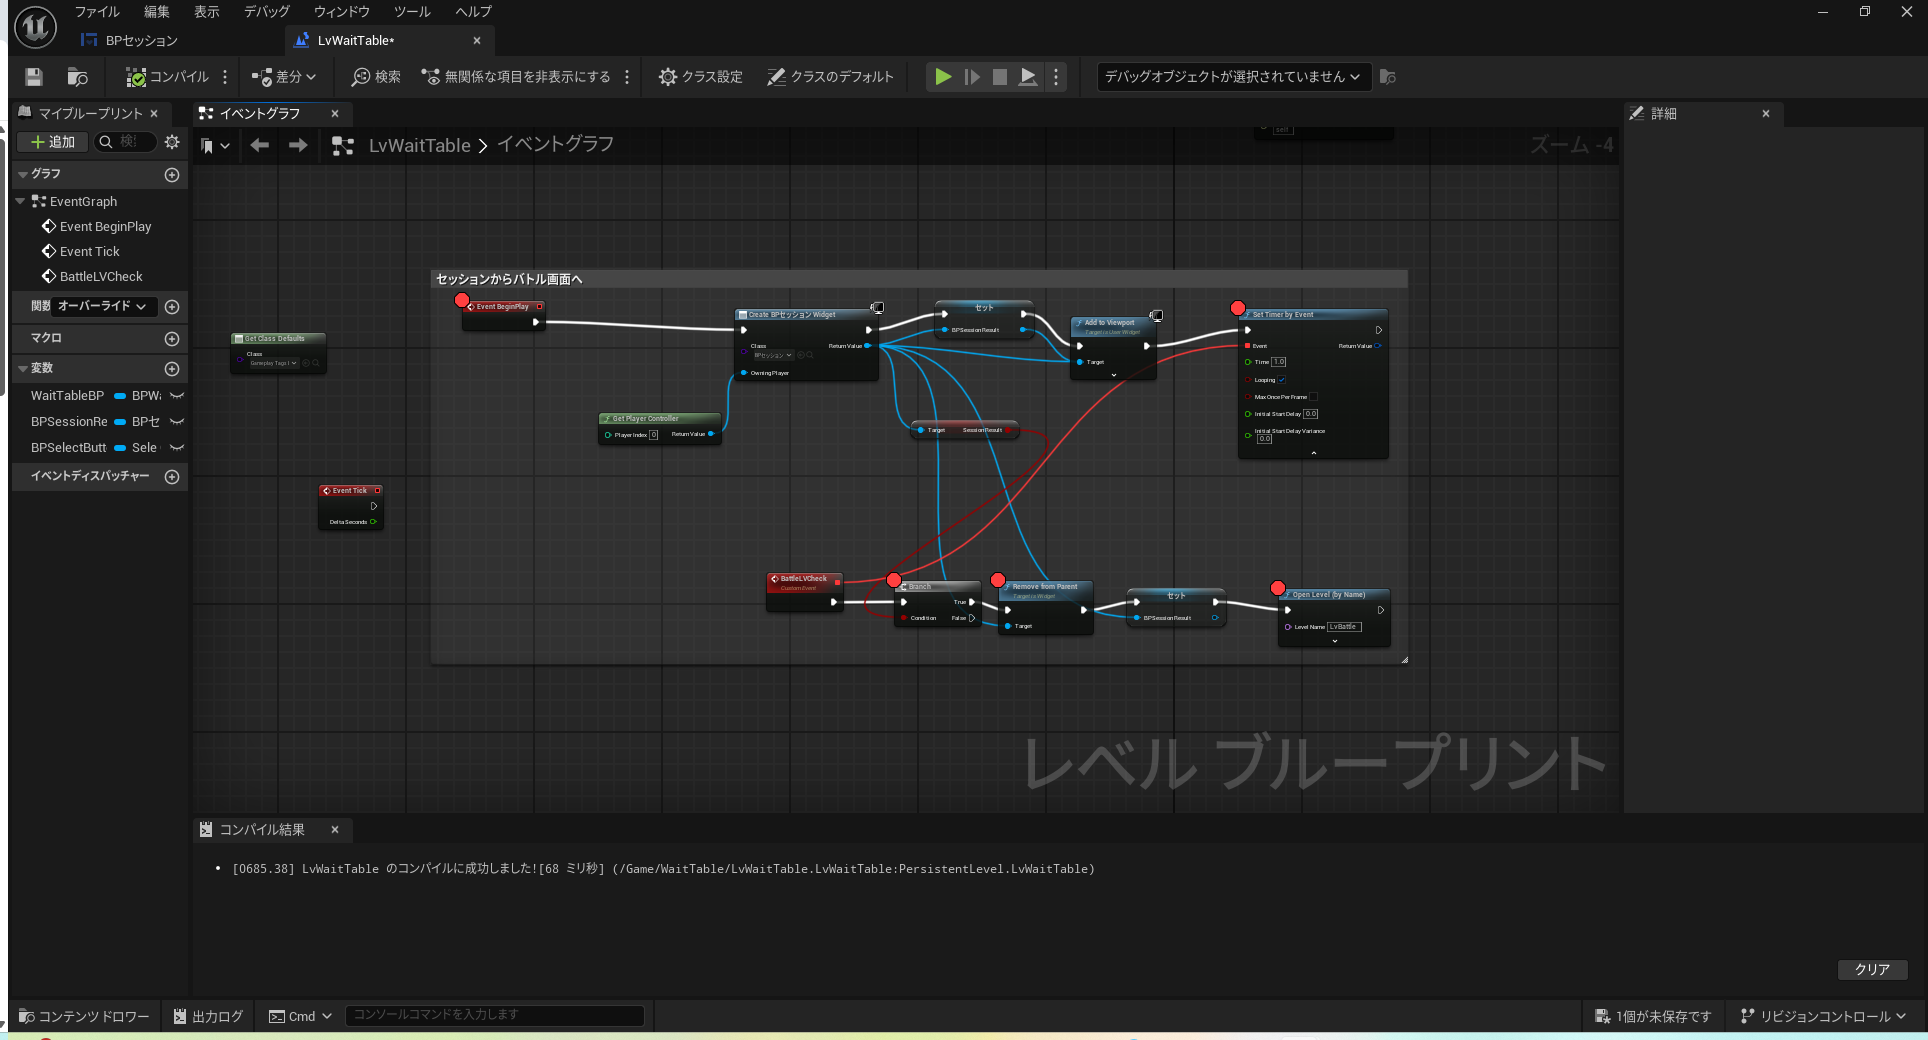 ファイル 編集 表示 デバッグ ウィンドウ ツール ヘルプ
BPセッション LvWaitTable*
コンパイル 差分 検索 無関係な項目を非表示にする クラス設定 クラスのデフォルト デバッグオブジェクトが選択されていません
マイブループリント イベントグラフ 詳細
追加 LvWaitTable イベントグラフ ズーム -4
self
グラフ
EventGraph
Event BeginPlay
Event Tick
BattleLVCheck
関数 オーバーライド
マクロ
変数
WaitTableBP BPWa
BPSessionRe BPセ
BPSelectButt Sele
イベントディスパッチャー
セッションからバトル画面へ
Event BeginPlay
Create BPセッション Widget
Class
BPセッション
Return Value
Owning Player
セット
BPSessionResult
Add to Viewport
Target is User Widget
Target
Set Timer by Event
Event Return Value
Time 1.0
Looping
Max Once Per Frame
Initial Start Delay 0.0
Initial Start Delay Variance
0.0
Get Class Defaults
Class
Get Player Controller
Player Index 0 Return Value
Target SessionResult
Event Tick
Delta Seconds
BattleLVCheck
Custom Event
Branch
True
Condition False
Remove from Parent
Target is Widget
Target
セット
BPSessionResult
Open Level (by Name)
Level Name LvBattle
レベル ブループリント
コンパイル結果
• [0685.38] LvWaitTable のコンパイルに成功しました![68 ミリ秒] (/Game/WaitTable/LvWaitTable.LvWaitTable:PersistentLevel.LvWaitTable)
クリア
コンテンツ ドロワー 出力ログ Cmd コンソールコマンドを入力します 1個が未保存です リビジョンコントロール